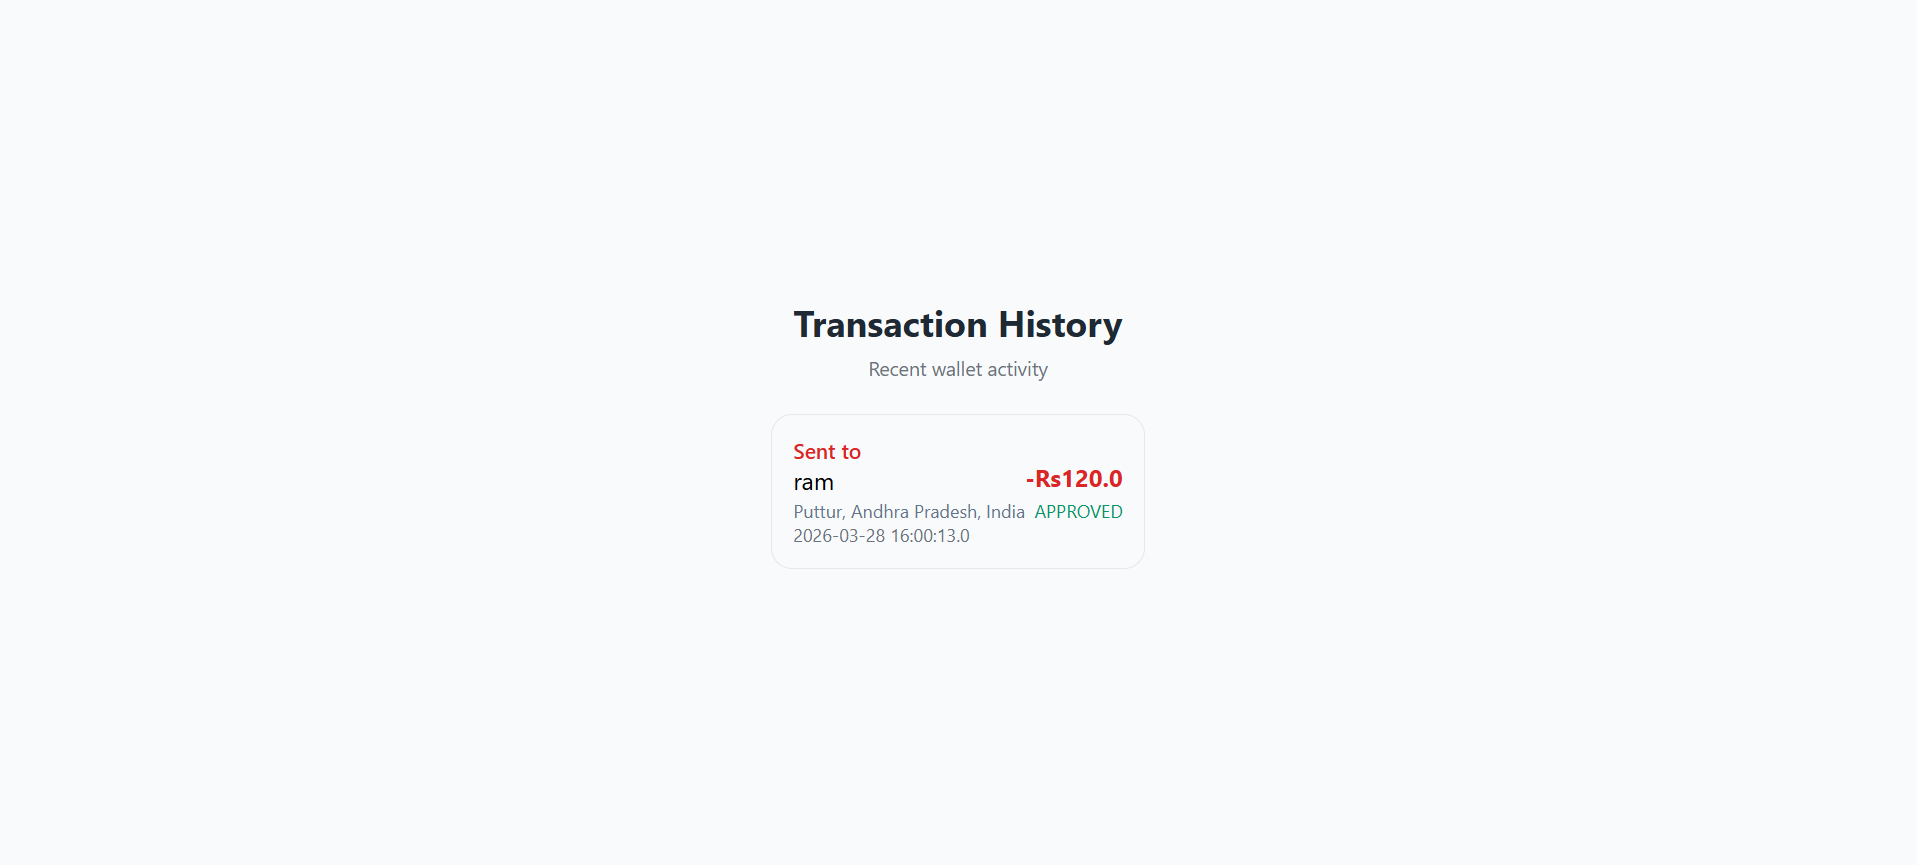 Transaction History
Recent wallet activity
Sent to
ram
-Rs120.0
Puttur, Andhra Pradesh, India APPROVED
2026-03-28 16:00:13.0